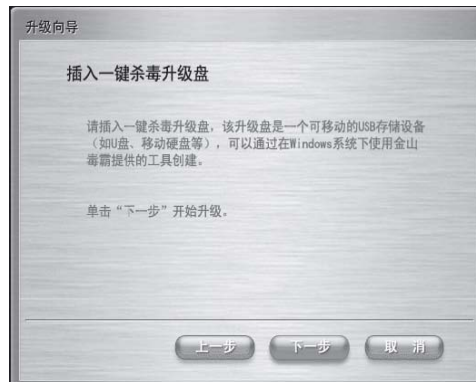 升级向导
插入一键杀毒升级盘
请插入一键杀毒升级盘，该升级盘是一个可移动的USB存储设备
（如U盘、移动硬盘等），可以通过在Windows系统下使用金山
毒霸提供的工具创建。
单击“下一步”开始升级。
上一步 下一步 取 消